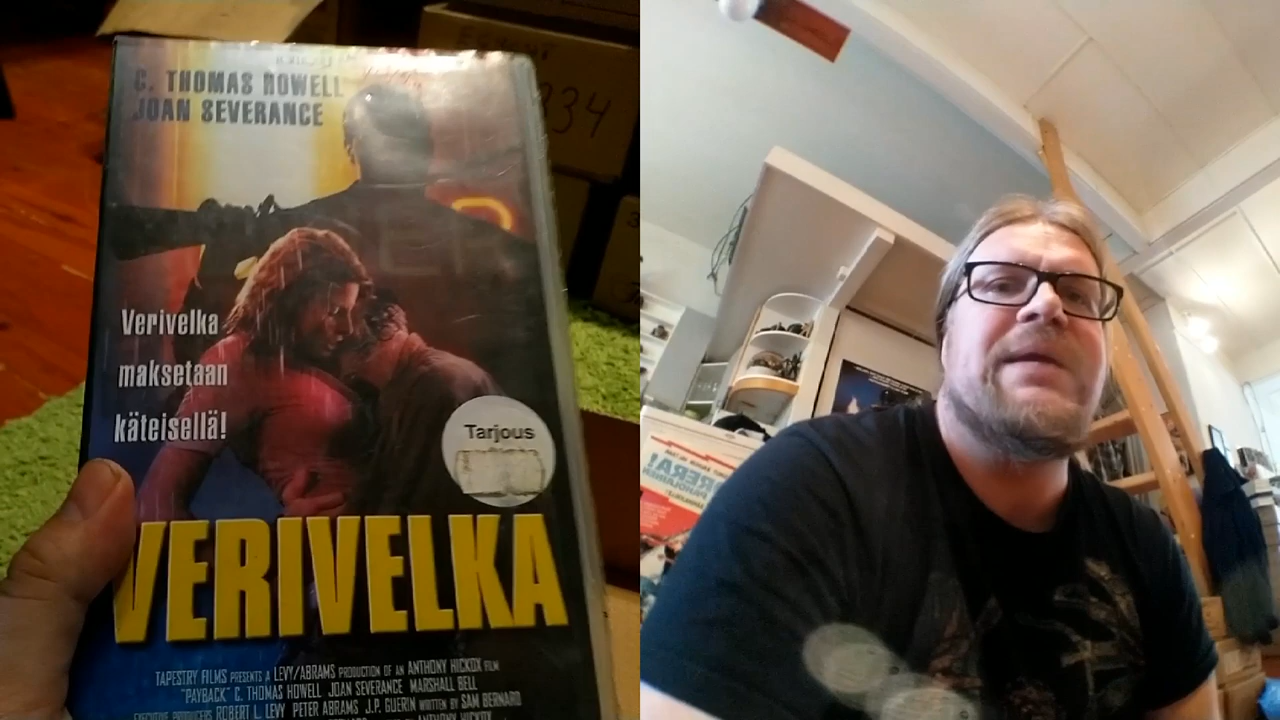 C. THOMAS HOWELL
JOAN SEVERANCE
334
Verivelka
maksetaan
käteisellä!
Tarjous
VERIVELKA
TAPESTRY FILMS PRESENTS A LEVY/ABRAMS PRODUCTION OF AN ANTHONY HICKOX FILM
"PAYBACK" C. THOMAS HOWELL JOAN SEVERANCE MARSHALL BELL
EXECUTIVE PRODUCERS ROBERT L. LEVY PETER ABRAMS J.P. GUERIN WRITTEN BY SAM BERNARD
ANTHONY HICKOX